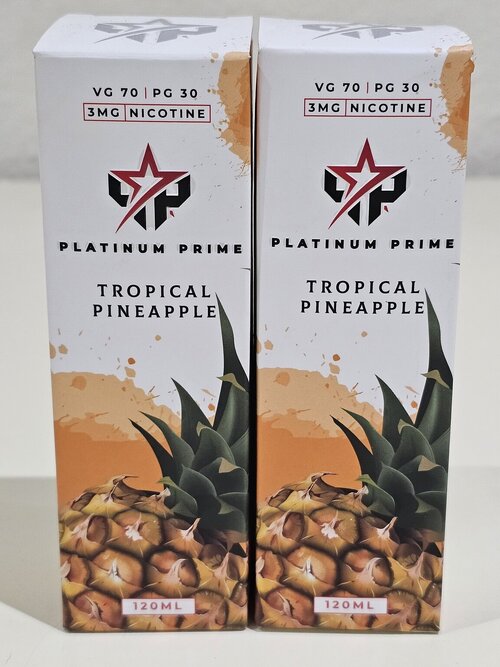 VG 70 | PG 30
3MG NICOTINE
PLATINUM PRIME
TROPICAL
PINEAPPLE
120ML
VG 70 | PG 30
3MG NICOTINE
PLATINUM PRIME
TROPICAL
PINEAPPLE
120ML